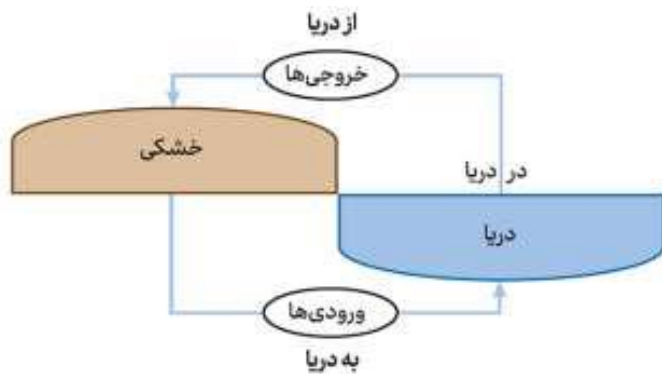 از دریا
خروجی‌ها
خشکی
در دریا
دریا
ورودی‌ها
به دریا